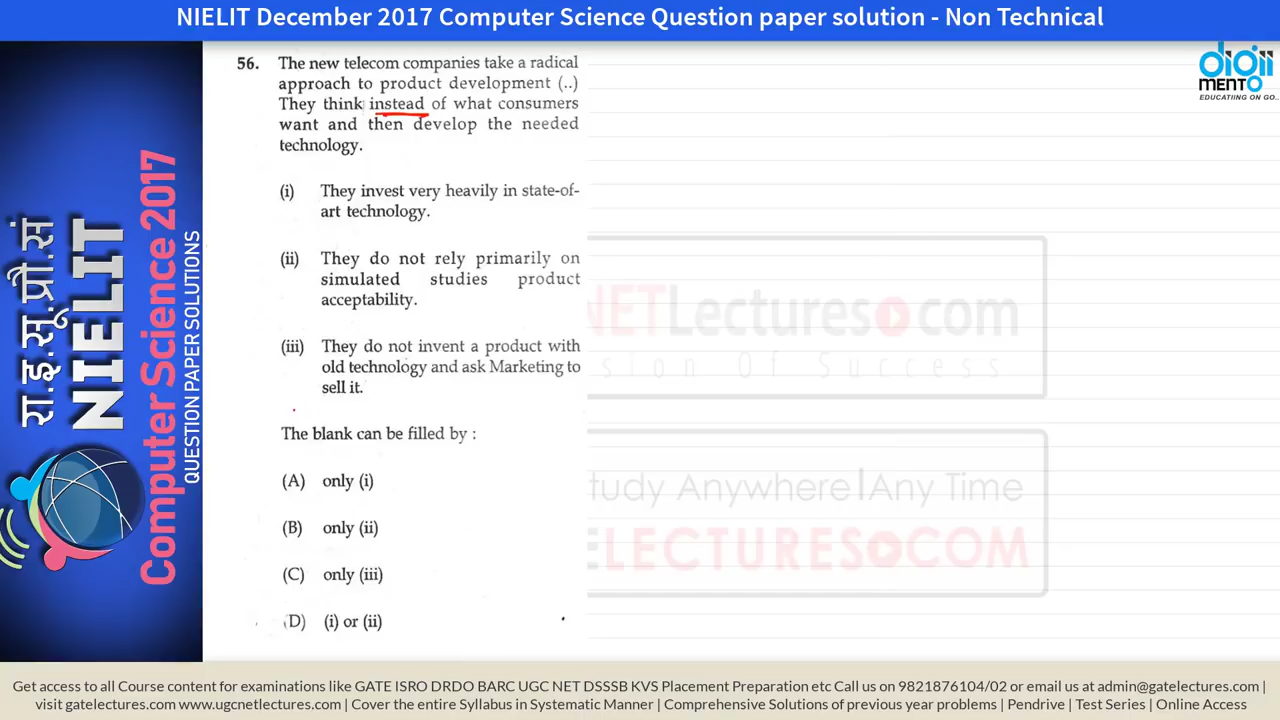 NIELIT December 2017 Computer Science Question paper solution - Non Technical
रा.इ.सू.प्रौ.सं
NIELIT
Computer Science 2017
QUESTION PAPER SOLUTIONS
digii
MENTO
EDUCATIING ON GO..
56. The new telecom companies take a radical
approach to product development (..)
They think instead of what consumers
want and then develop the needed
technology.
(i) They invest very heavily in state-of-
art technology.
(ii) They do not rely primarily on
simulated studies product
acceptability.
(iii) They do not invent a product with
old technology and ask Marketing to
sell it.
The blank can be filled by :
(A) only (i)
(B) only (ii)
(C) only (iii)
(D) (i) or (ii)
NETLectures.com
sion Of Success
tudy Anywhere Any Time
ELECTURES.COM
Get access to all Course content for examinations like GATE ISRO DRDO BARC UGC NET DSSSB KVS Placement Preparation etc Call us on 9821876104/02 or email us at admin@gatelectures.com |
visit gatelectures.com www.ugcnetlectures.com | Cover the entire Syllabus in Systematic Manner | Comprehensive Solutions of previous year problems | Pendrive | Test Series | Online Access